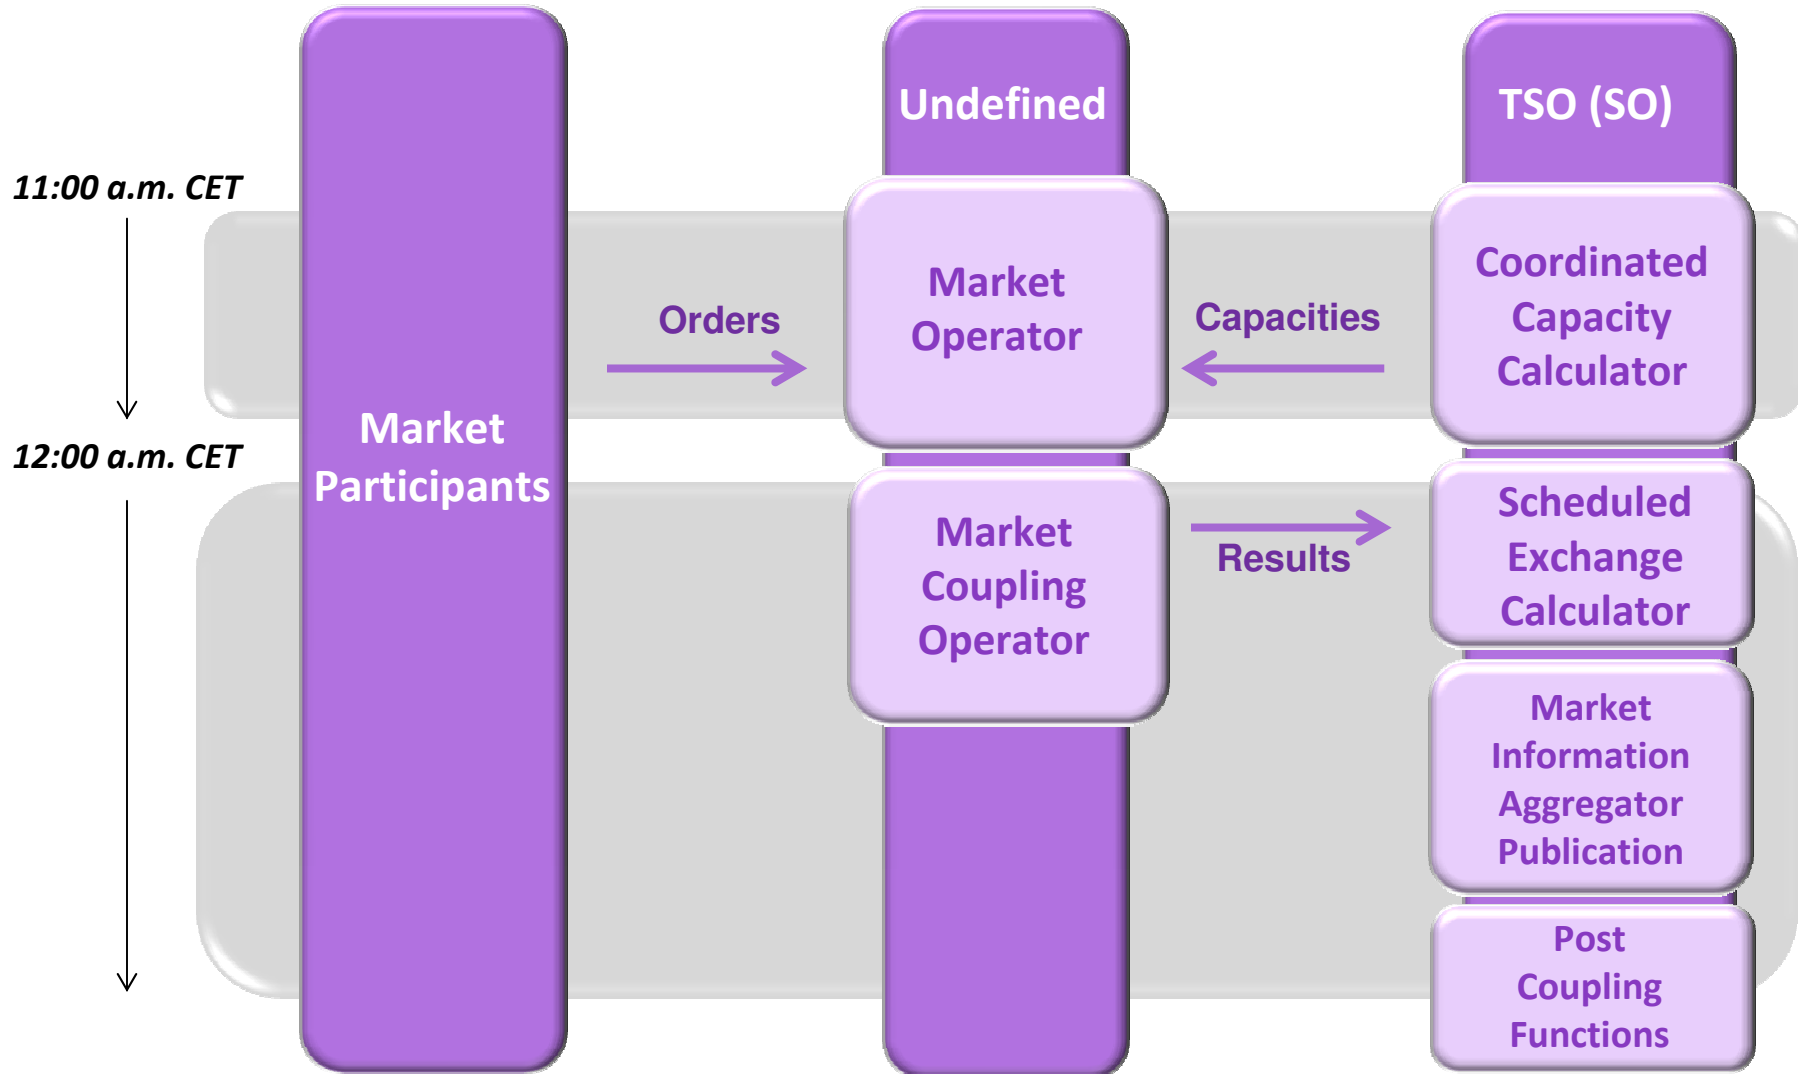 Undefined
TSO (SO)
11:00 a.m. CET
Market
Operator
Coordinated
Capacity
Calculator
Orders
Capacities
Market
Participants
12:00 a.m. CET
Market
Coupling
Operator
Results
Scheduled
Exchange
Calculator
Market
Information
Aggregator
Publication
Post
Coupling
Functions